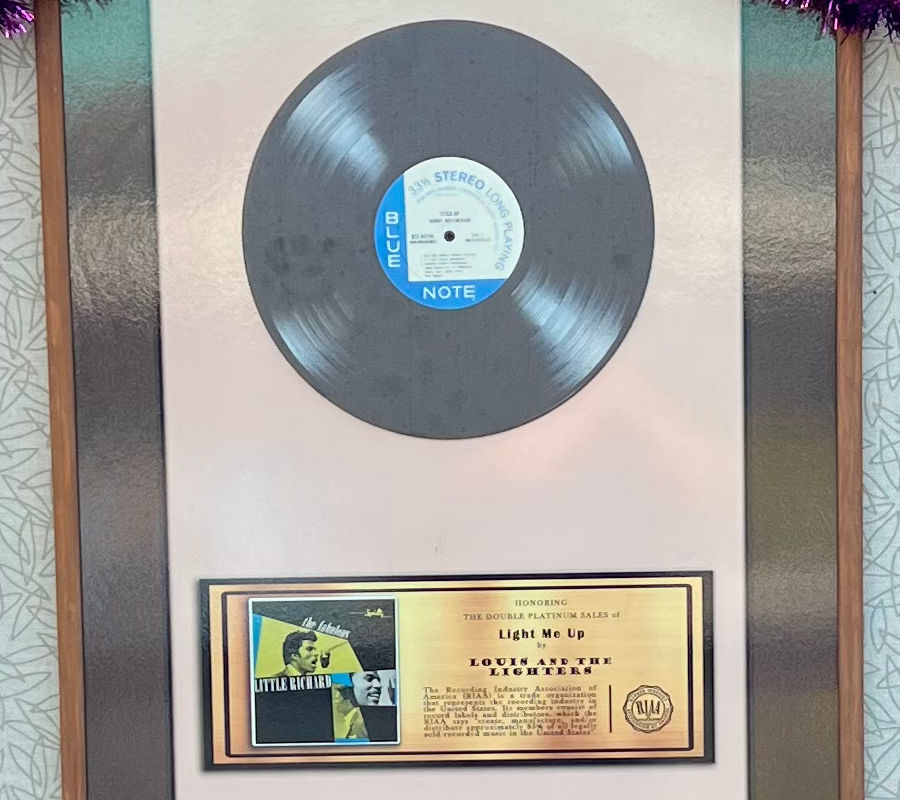 33⅓ STEREO LONG PLAYING
BLUE
NOTE
the fabulous
LITTLE RICHARD
HONORING
THE DOUBLE PLATINUM SALES of
Light Me Up
by
LOUIS AND THE
LIGHTERS
The Recording Industry Association of
America (RIAA) is a trade organization
that represents the recording industry in
the United States. Its members consist of
record labels and distributors, which the
RIAA says "create, manufacture, and/or
distribute approximately 85% of all legally
sold recorded music in the United States"
RIAA